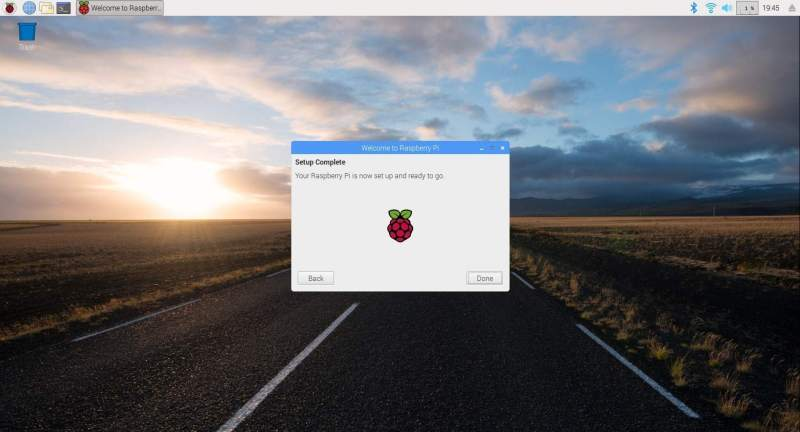 Welcome to Raspberr...
1 %
19:45
Trash
Welcome to Raspberry Pi
Setup Complete
Your Raspberry Pi is now set up and ready to go.
Back
Done